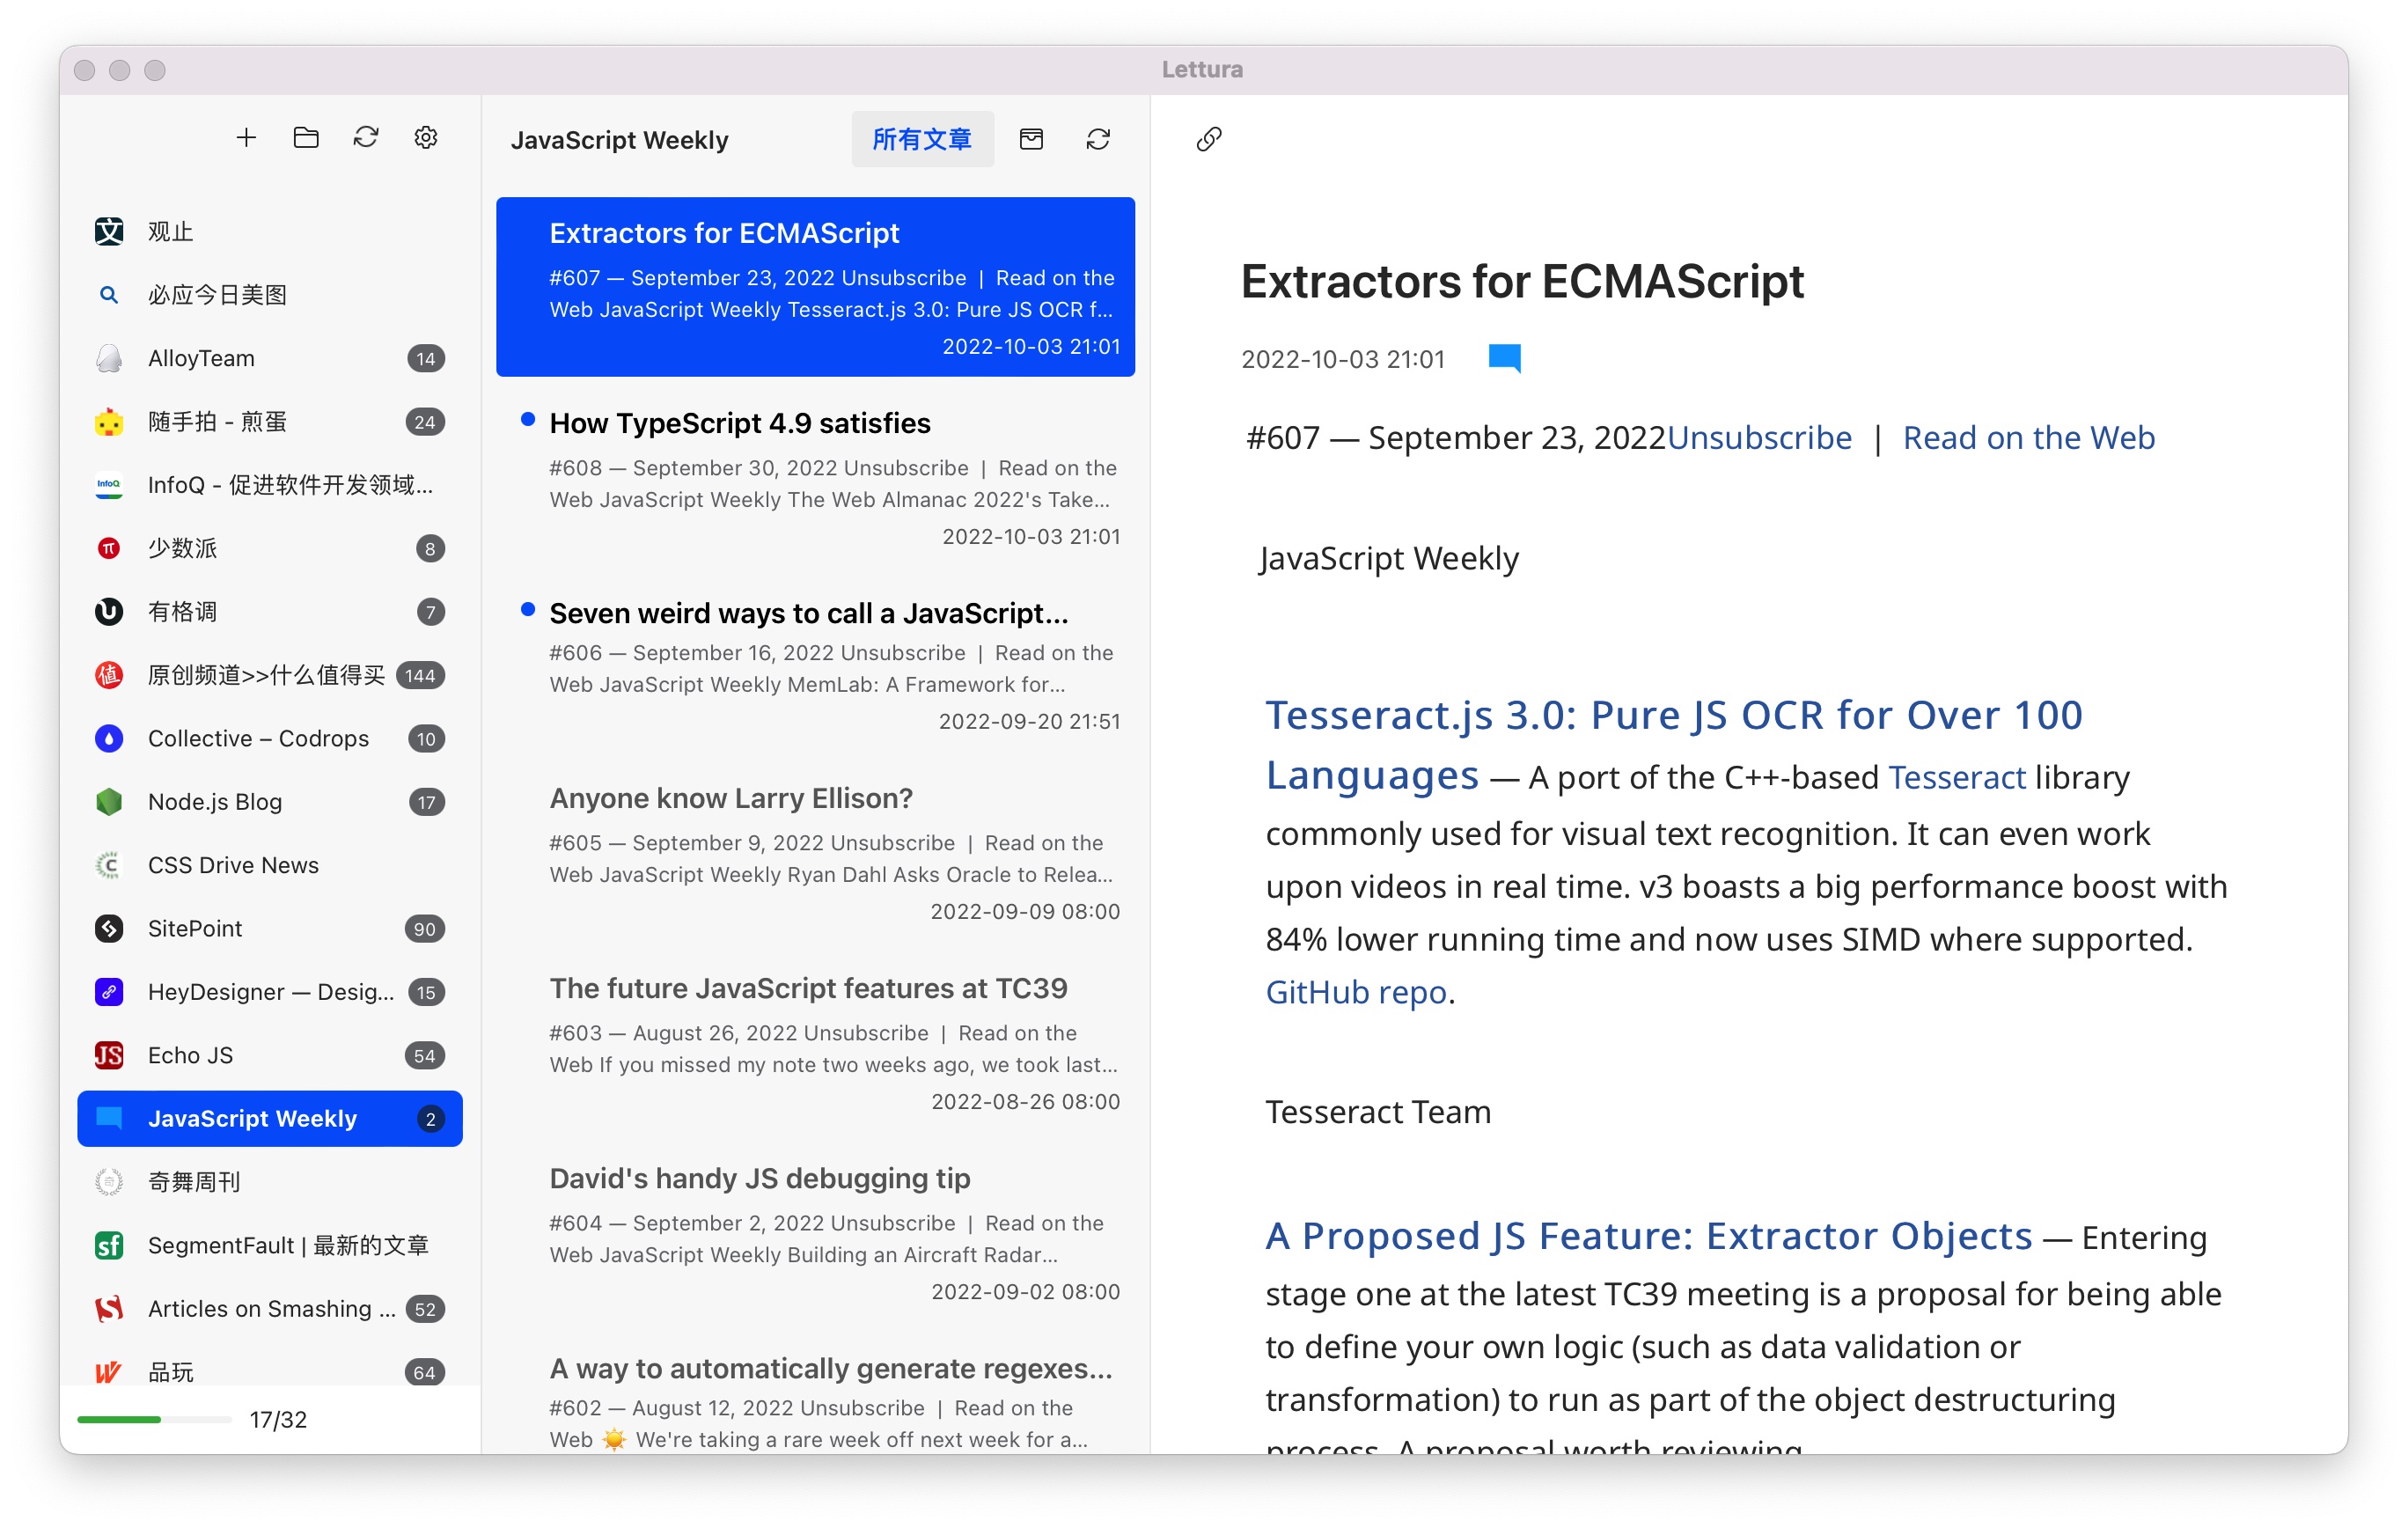 Lettura
观止
必应今日美图
AlloyTeam 14
随手拍 - 煎蛋 24
InfoQ - 促进软件开发领域...
少数派 8
有格调 7
原创频道>>什么值得买 144
Collective – Codrops 10
Node.js Blog 17
CSS Drive News
SitePoint 90
HeyDesigner — Desig... 15
Echo JS 54
JavaScript Weekly 2
奇舞周刊
SegmentFault | 最新的文章
Articles on Smashing ... 52
品玩 64
17/32
JavaScript Weekly 所有文章
Extractors for ECMAScript
#607 — September 23, 2022 Unsubscribe | Read on the
Web JavaScript Weekly Tesseract.js 3.0: Pure JS OCR f...
2022-10-03 21:01
How TypeScript 4.9 satisfies
#608 — September 30, 2022 Unsubscribe | Read on the
Web JavaScript Weekly The Web Almanac 2022's Take...
2022-10-03 21:01
Seven weird ways to call a JavaScript...
#606 — September 16, 2022 Unsubscribe | Read on the
Web JavaScript Weekly MemLab: A Framework for...
2022-09-20 21:51
Anyone know Larry Ellison?
#605 — September 9, 2022 Unsubscribe | Read on the
Web JavaScript Weekly Ryan Dahl Asks Oracle to Relea...
2022-09-09 08:00
The future JavaScript features at TC39
#603 — August 26, 2022 Unsubscribe | Read on the
Web If you missed my note two weeks ago, we took last...
2022-08-26 08:00
David's handy JS debugging tip
#604 — September 2, 2022 Unsubscribe | Read on the
Web JavaScript Weekly Building an Aircraft Radar...
2022-09-02 08:00
A way to automatically generate regexes...
#602 — August 12, 2022 Unsubscribe | Read on the
Web ☀️ We're taking a rare week off next week for a...
Extractors for ECMAScript
2022-10-03 21:01
#607 — September 23, 2022Unsubscribe | Read on the Web
JavaScript Weekly
Tesseract.js 3.0: Pure JS OCR for Over 100
Languages — A port of the C++-based Tesseract library
commonly used for visual text recognition. It can even work
upon videos in real time. v3 boasts a big performance boost with
84% lower running time and now uses SIMD where supported.
GitHub repo.
Tesseract Team
A Proposed JS Feature: Extractor Objects — Entering
stage one at the latest TC39 meeting is a proposal for being able
to define your own logic (such as data validation or
transformation) to run as part of the object destructuring
process. A proposal worth reviewing